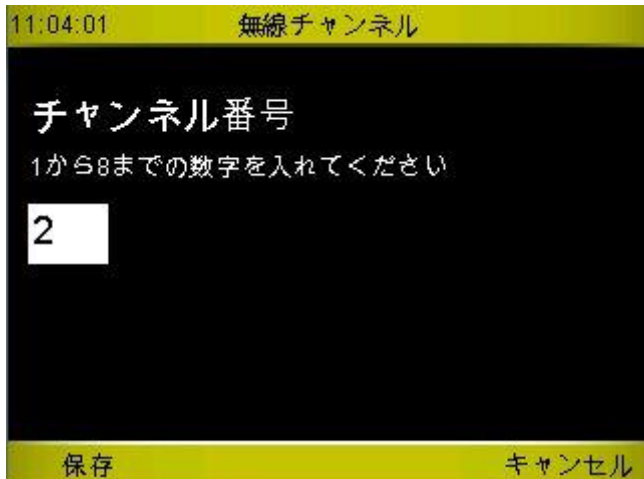 11:04:01 無線チャンネル
チャンネル番号
1から8までの数字を入れてください
2
保存 キャンセル